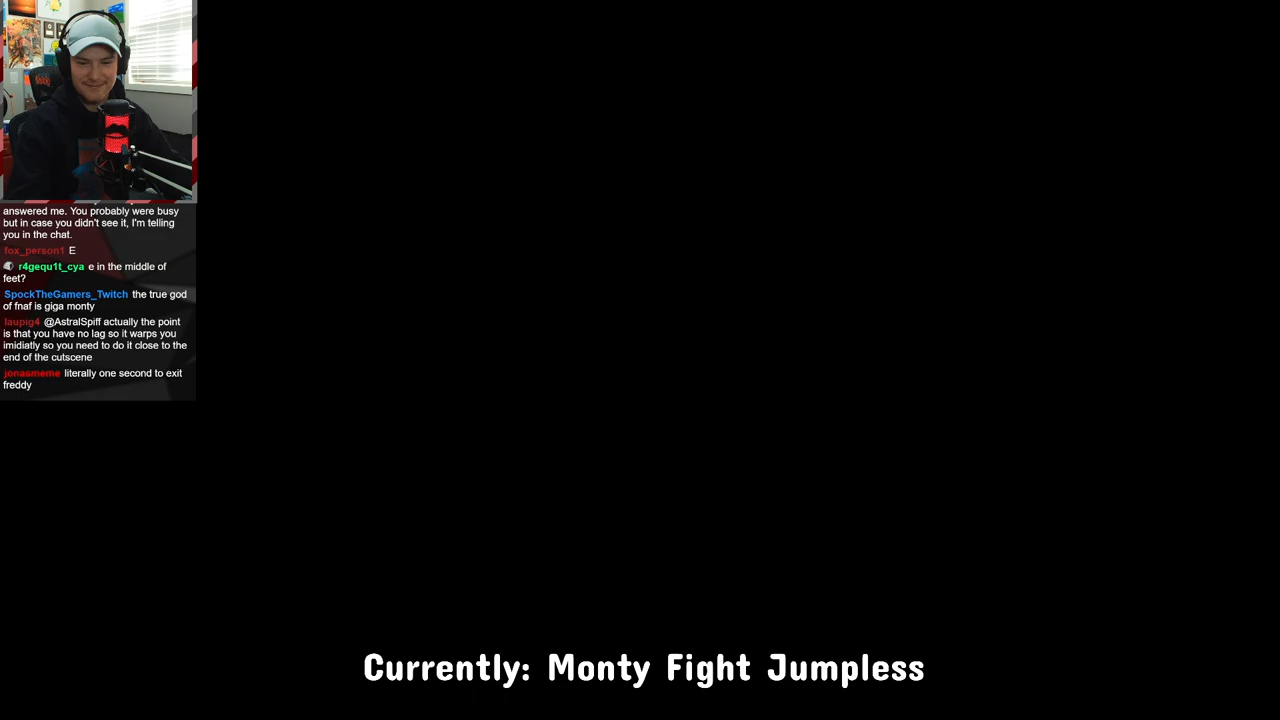 answered me. You probably were busy
but in case you didn't see it, I'm telling
you in the chat.
fox_person1 E
r4gequ1t_cya e in the middle of
feet?
SpockTheGamers_Twitch the true god
of fnaf is giga monty
laupig4 @AstralSpiff actually the point
is that you have no lag so it warps you
imidiatly so you need to do it close to the
end of the cutscene
jonasmeme literally one second to exit
freddy
Currently: Monty Fight Jumpless